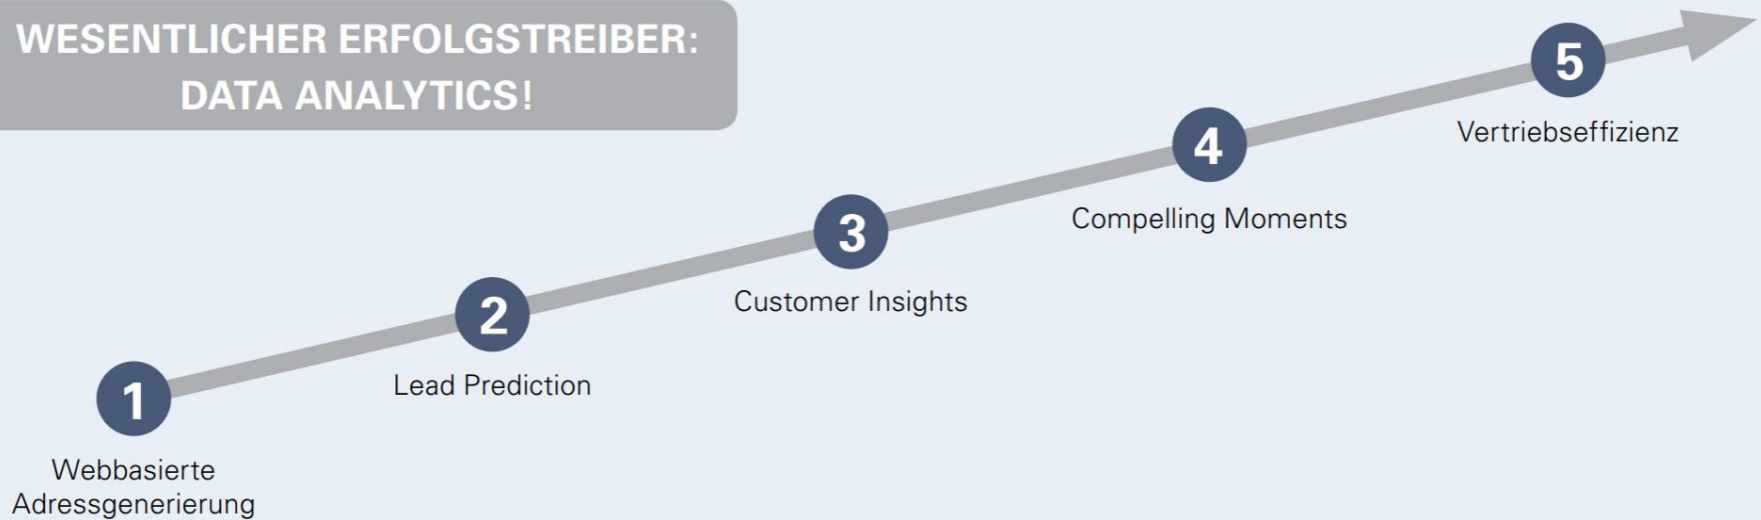 WESENTLICHER ERFOLGSTREIBER:
DATA ANALYTICS!
1
Webbasierte
Adressgenerierung
2
Lead Prediction
3
Customer Insights
4
Compelling Moments
5
Vertriebseffizienz